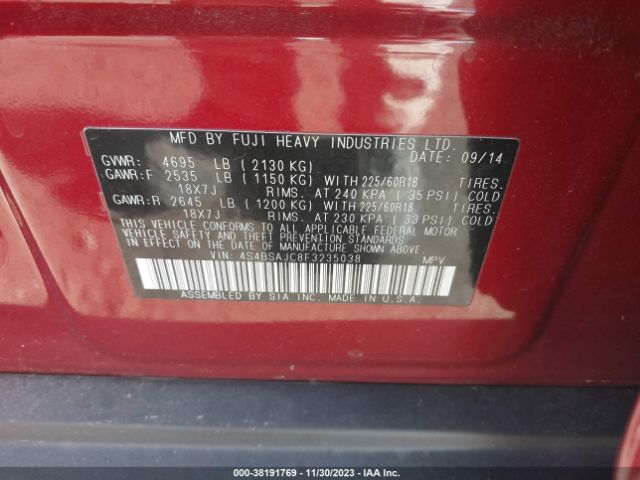 MFD BY FUJI HEAVY INDUSTRIES LTD.
GVWR: 4695 LB ( 2130 KG) DATE: 09/14
GAWR:F 2535 LB ( 1150 KG) WITH 225/60R18 TIRES.
18X7J RIMS. AT 240 KPA ( 35 PSI) COLD
GAWR:R 2645 LB ( 1200 KG) WITH 225/60R18 TIRES.
18X7J RIMS. AT 230 KPA ( 33 PSI) COLD
THIS VEHICLE CONFORMS TO ALL APPLICABLE FEDERAL MOTOR
VEHICLE SAFETY AND THEFT PREVENTION STANDARDS
IN EFFECT ON THE DATE OF MANUFACTURE SHOWN ABOVE.
VIN: 4S4BSAJC8F3235038 MPV
ASSEMBLED BY SIA INC. MADE IN U.S.A.
000-38191769 - 11/30/2023 - IAA Inc.